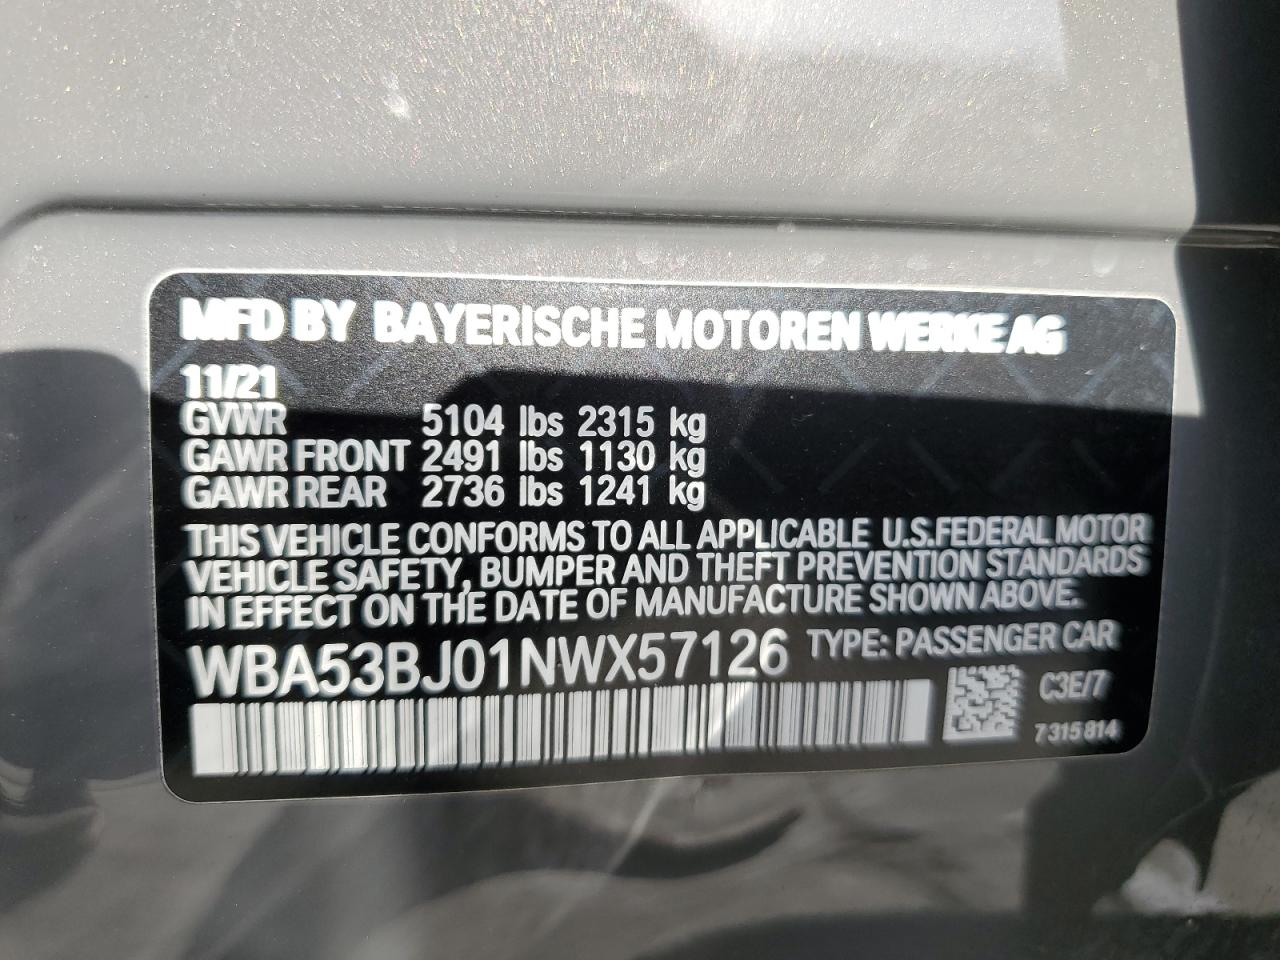 MFD BY BAYERISCHE MOTOREN WERKE AG
11/21
GVWR 5104 lbs 2315 kg
GAWR FRONT 2491 lbs 1130 kg
GAWR REAR 2736 lbs 1241 kg
THIS VEHICLE CONFORMS TO ALL APPLICABLE U.S.FEDERAL MOTOR
VEHICLE SAFETY, BUMPER AND THEFT PREVENTION STANDARDS
IN EFFECT ON THE DATE OF MANUFACTURE SHOWN ABOVE.
WBA53BJ01NWX57126 TYPE: PASSENGER CAR
C3E/7
7 315 814